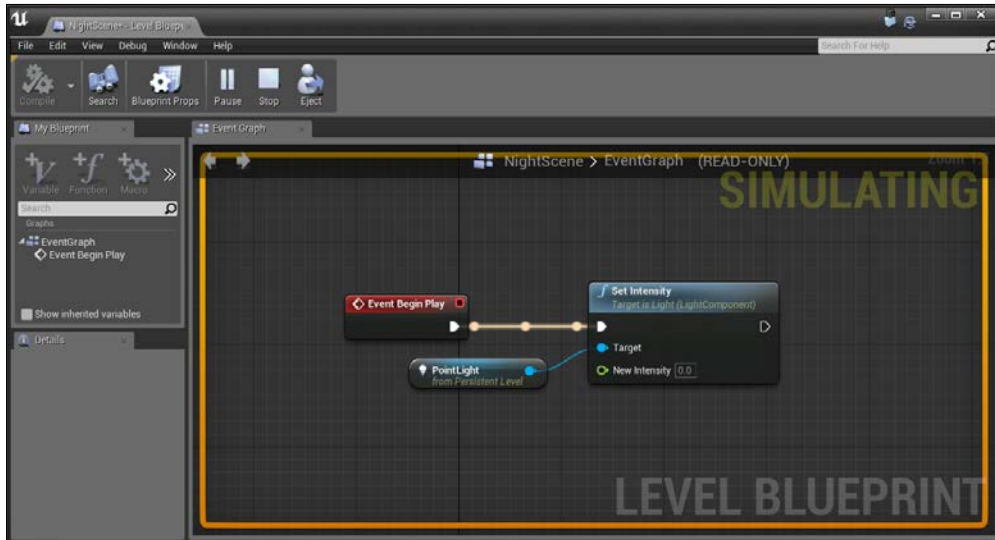 NightScene* - Level Bluepr
File Edit View Debug Window Help
Search For Help
Compile Search Blueprint Props Pause Stop Eject
My Blueprint
Event Graph
Variable Function Macro
NightScene > EventGraph (READ-ONLY)
Zoom 1:
SIMULATING
Search
Graphs
EventGraph
Event Begin Play
Show inherited variables
Details
Event Begin Play
f Set Intensity
Target is Light (LightComponent)
Target
PointLight
from Persistent Level
New Intensity 0.0
LEVEL BLUEPRINT